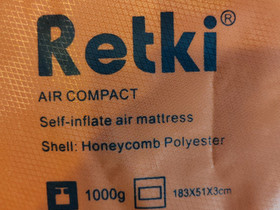 Retki®
AIR COMPACT
Self-inflate air mattress
Shell: Honeycomb Polyester
1000g 183X51X3cm